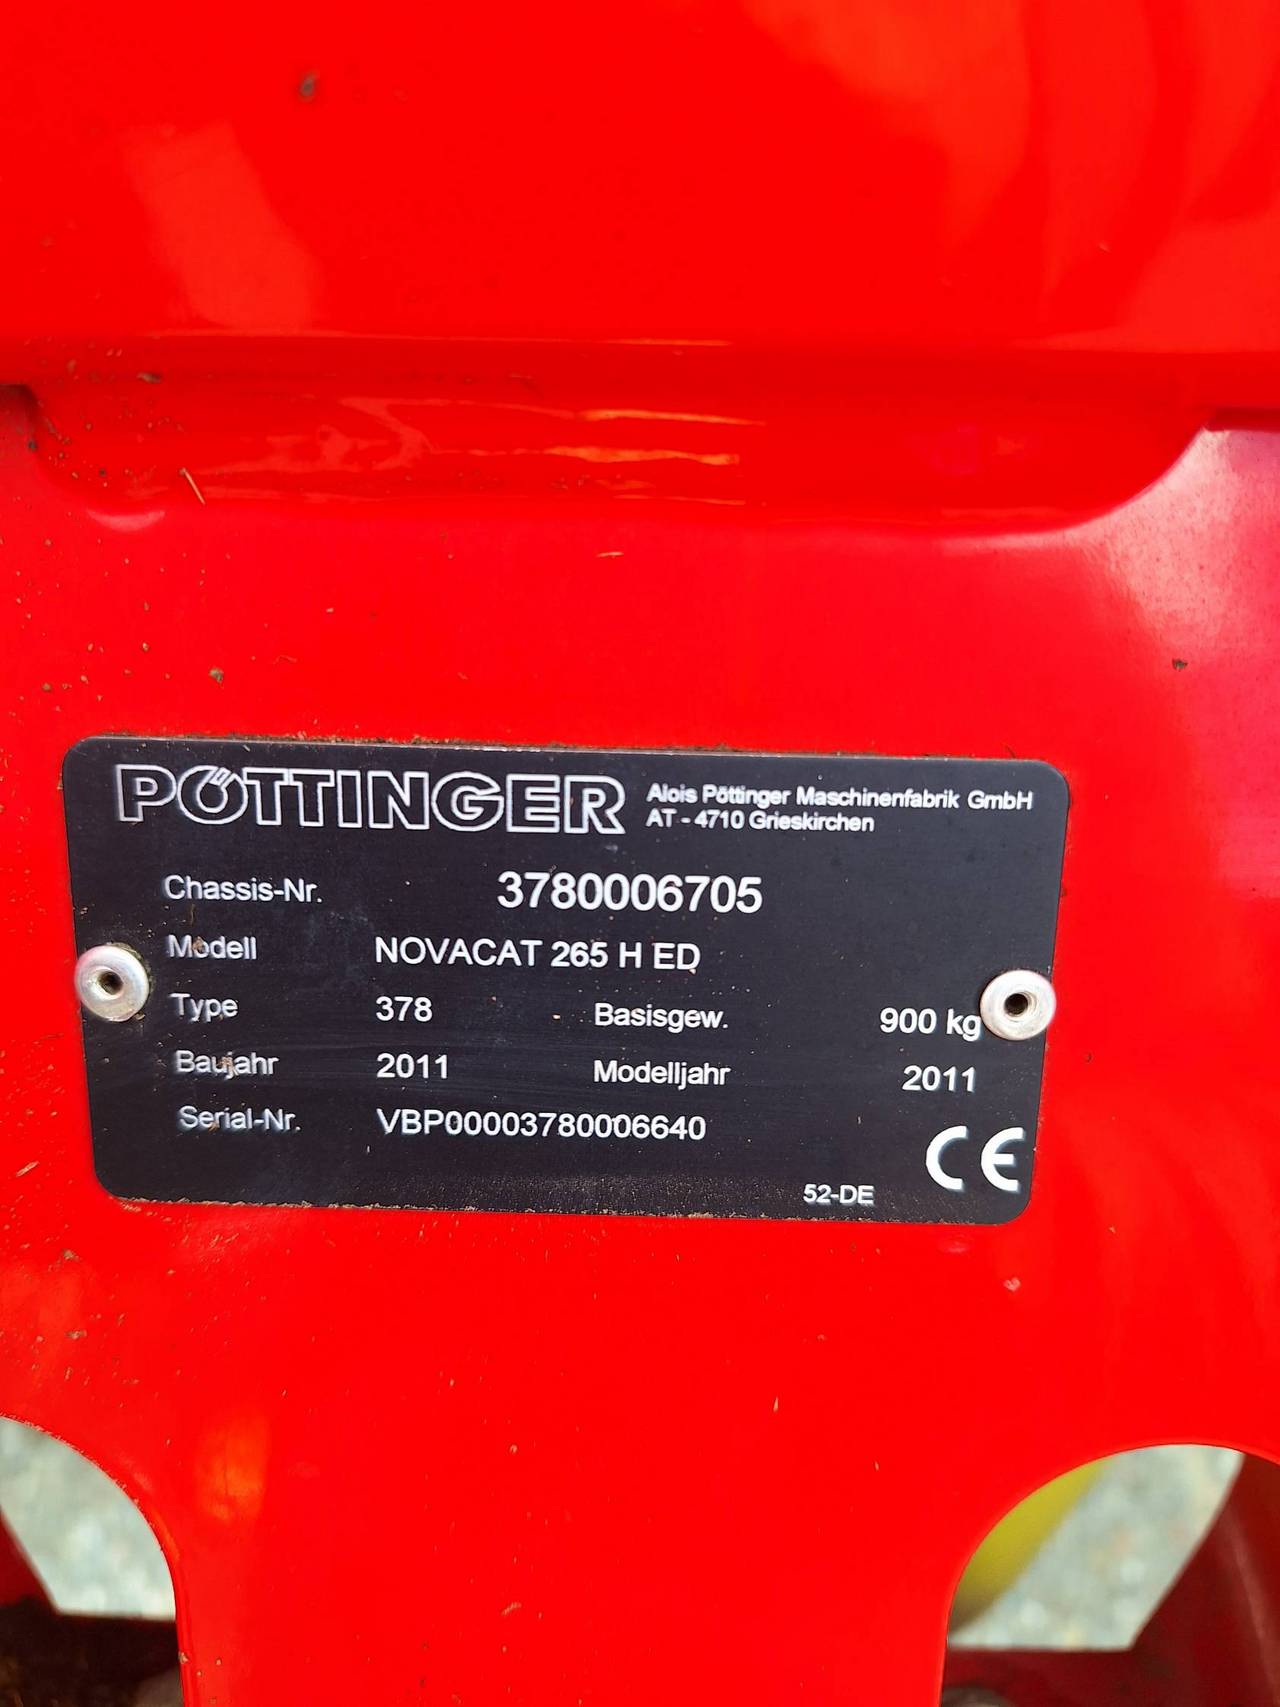 PÖTTINGER Alois Pöttinger Maschinenfabrik GmbH
AT - 4710 Grieskirchen
Chassis-Nr. 3780006705
Modell NOVACAT 265 H ED
Type 378 Basisgew. 900 kg
Baujahr 2011 Modelljahr 2011
Serial-Nr. VBP00003780006640
CE
52-DE